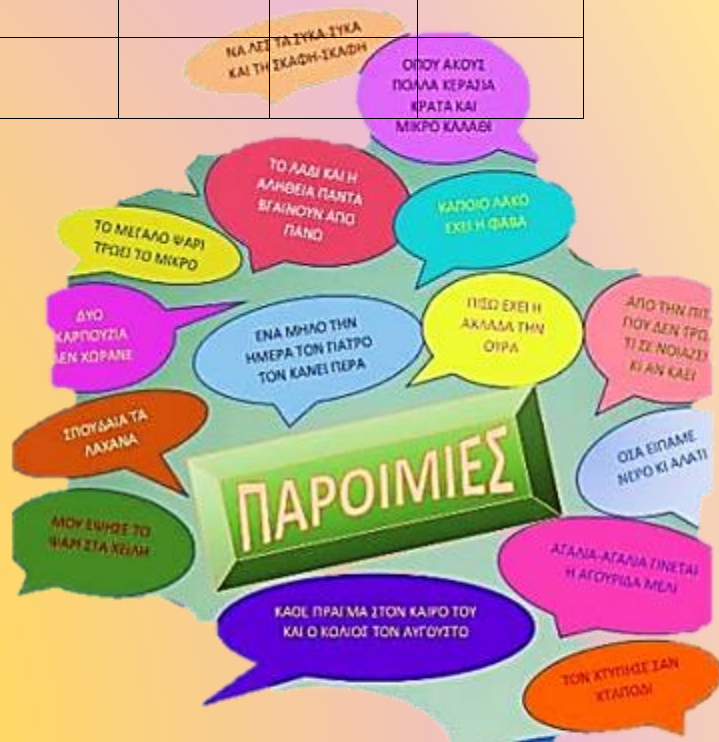 ΝΑ ΛΕΣ ΤΑ ΣΥΚΑ-ΣΥΚΑ
ΚΑΙ ΤΗ ΣΚΑΦΗ-ΣΚΑΦΗ
ΟΠΟΥ ΑΚΟΥΣ
ΠΟΛΛΑ ΚΕΡΑΣΙΑ
ΚΡΑΤΑ ΚΑΙ
ΜΙΚΡΟ ΚΑΛΑΘΙ
ΤΟ ΛΑΔΙ ΚΑΙ Η
ΑΛΗΘΕΙΑ ΠΑΝΤΑ
ΒΓΑΙΝΟΥΝ ΑΠΟ
ΠΑΝΩ
ΚΑΠΟΙΟ ΛΑΚΟ
ΕΧΕΙ Η ΦΑΒΑ
ΤΟ ΜΕΓΑΛΟ ΨΑΡΙ
ΤΡΩΕΙ ΤΟ ΜΙΚΡΟ
ΔΥΟ
ΚΑΡΠΟΥΖΙΑ
ΔΕΝ ΧΩΡΑΝΕ
ΕΝΑ ΜΗΛΟ ΤΗΝ
ΗΜΕΡΑ ΤΟΝ ΓΙΑΤΡΟ
ΤΟΝ ΚΑΝΕΙ ΠΕΡΑ
ΠΙΣΩ ΕΧΕΙ Η
ΑΧΛΑΔΑ ΤΗΝ
ΟΥΡΑ
ΑΠΟ ΤΗΝ ΠΙΤ
ΠΟΥ ΔΕΝ ΤΡΩ
ΤΙ ΣΕ ΝΟΙΑΖΕΙ
ΚΙ ΑΝ ΚΑΕΙ
ΣΠΟΥΔΑΙΑ ΤΑ
ΛΑΧΑΝΑ
ΟΣΑ ΕΙΠΑΜΕ
ΝΕΡΟ ΚΙ ΑΛΑΤΙ
ΠΑΡΟΙΜΙΕΣ
ΜΟΥ ΕΨΗΣΕ ΤΟ
ΨΑΡΙ ΣΤΑ ΧΕΙΛΗ
ΑΓΑΛΙΑ-ΑΓΑΛΙΑ ΓΙΝΕΤΑΙ
Η ΑΓΟΥΡΙΔΑ ΜΕΛΙ
ΚΑΘΕ ΠΡΑΓΜΑ ΣΤΟΝ ΚΑΙΡΟ ΤΟΥ
ΚΑΙ Ο ΚΟΛΙΟΣ ΤΟΝ ΑΥΓΟΥΣΤΟ
ΤΟΝ ΧΤΥΠΗΣΕ ΣΑΝ
ΧΤΑΠΟΔΙ